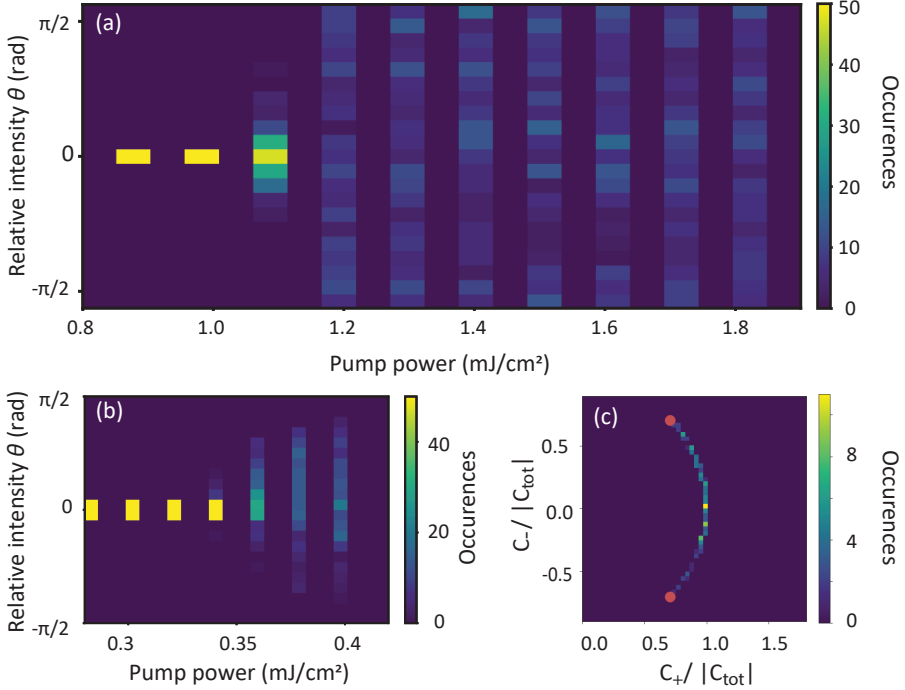 (a)
Relative intensity θ (rad)
π/2
0
-π/2
0.8 1.0 1.2 1.4 1.6 1.8
Pump power (mJ/cm²)
50
40
30
20
10
0
Occurences
(b)
Relative intensity θ (rad)
π/2
0
-π/2
0.3 0.35 0.4
Pump power (mJ/cm²)
40
20
0
Occurences
(c)
C₋/ |Cₜₒₜ|
0.5
0.0
-0.5
0.0 0.5 1.0 1.5
C₊/ |Cₜₒₜ|
8
4
0
Occurences